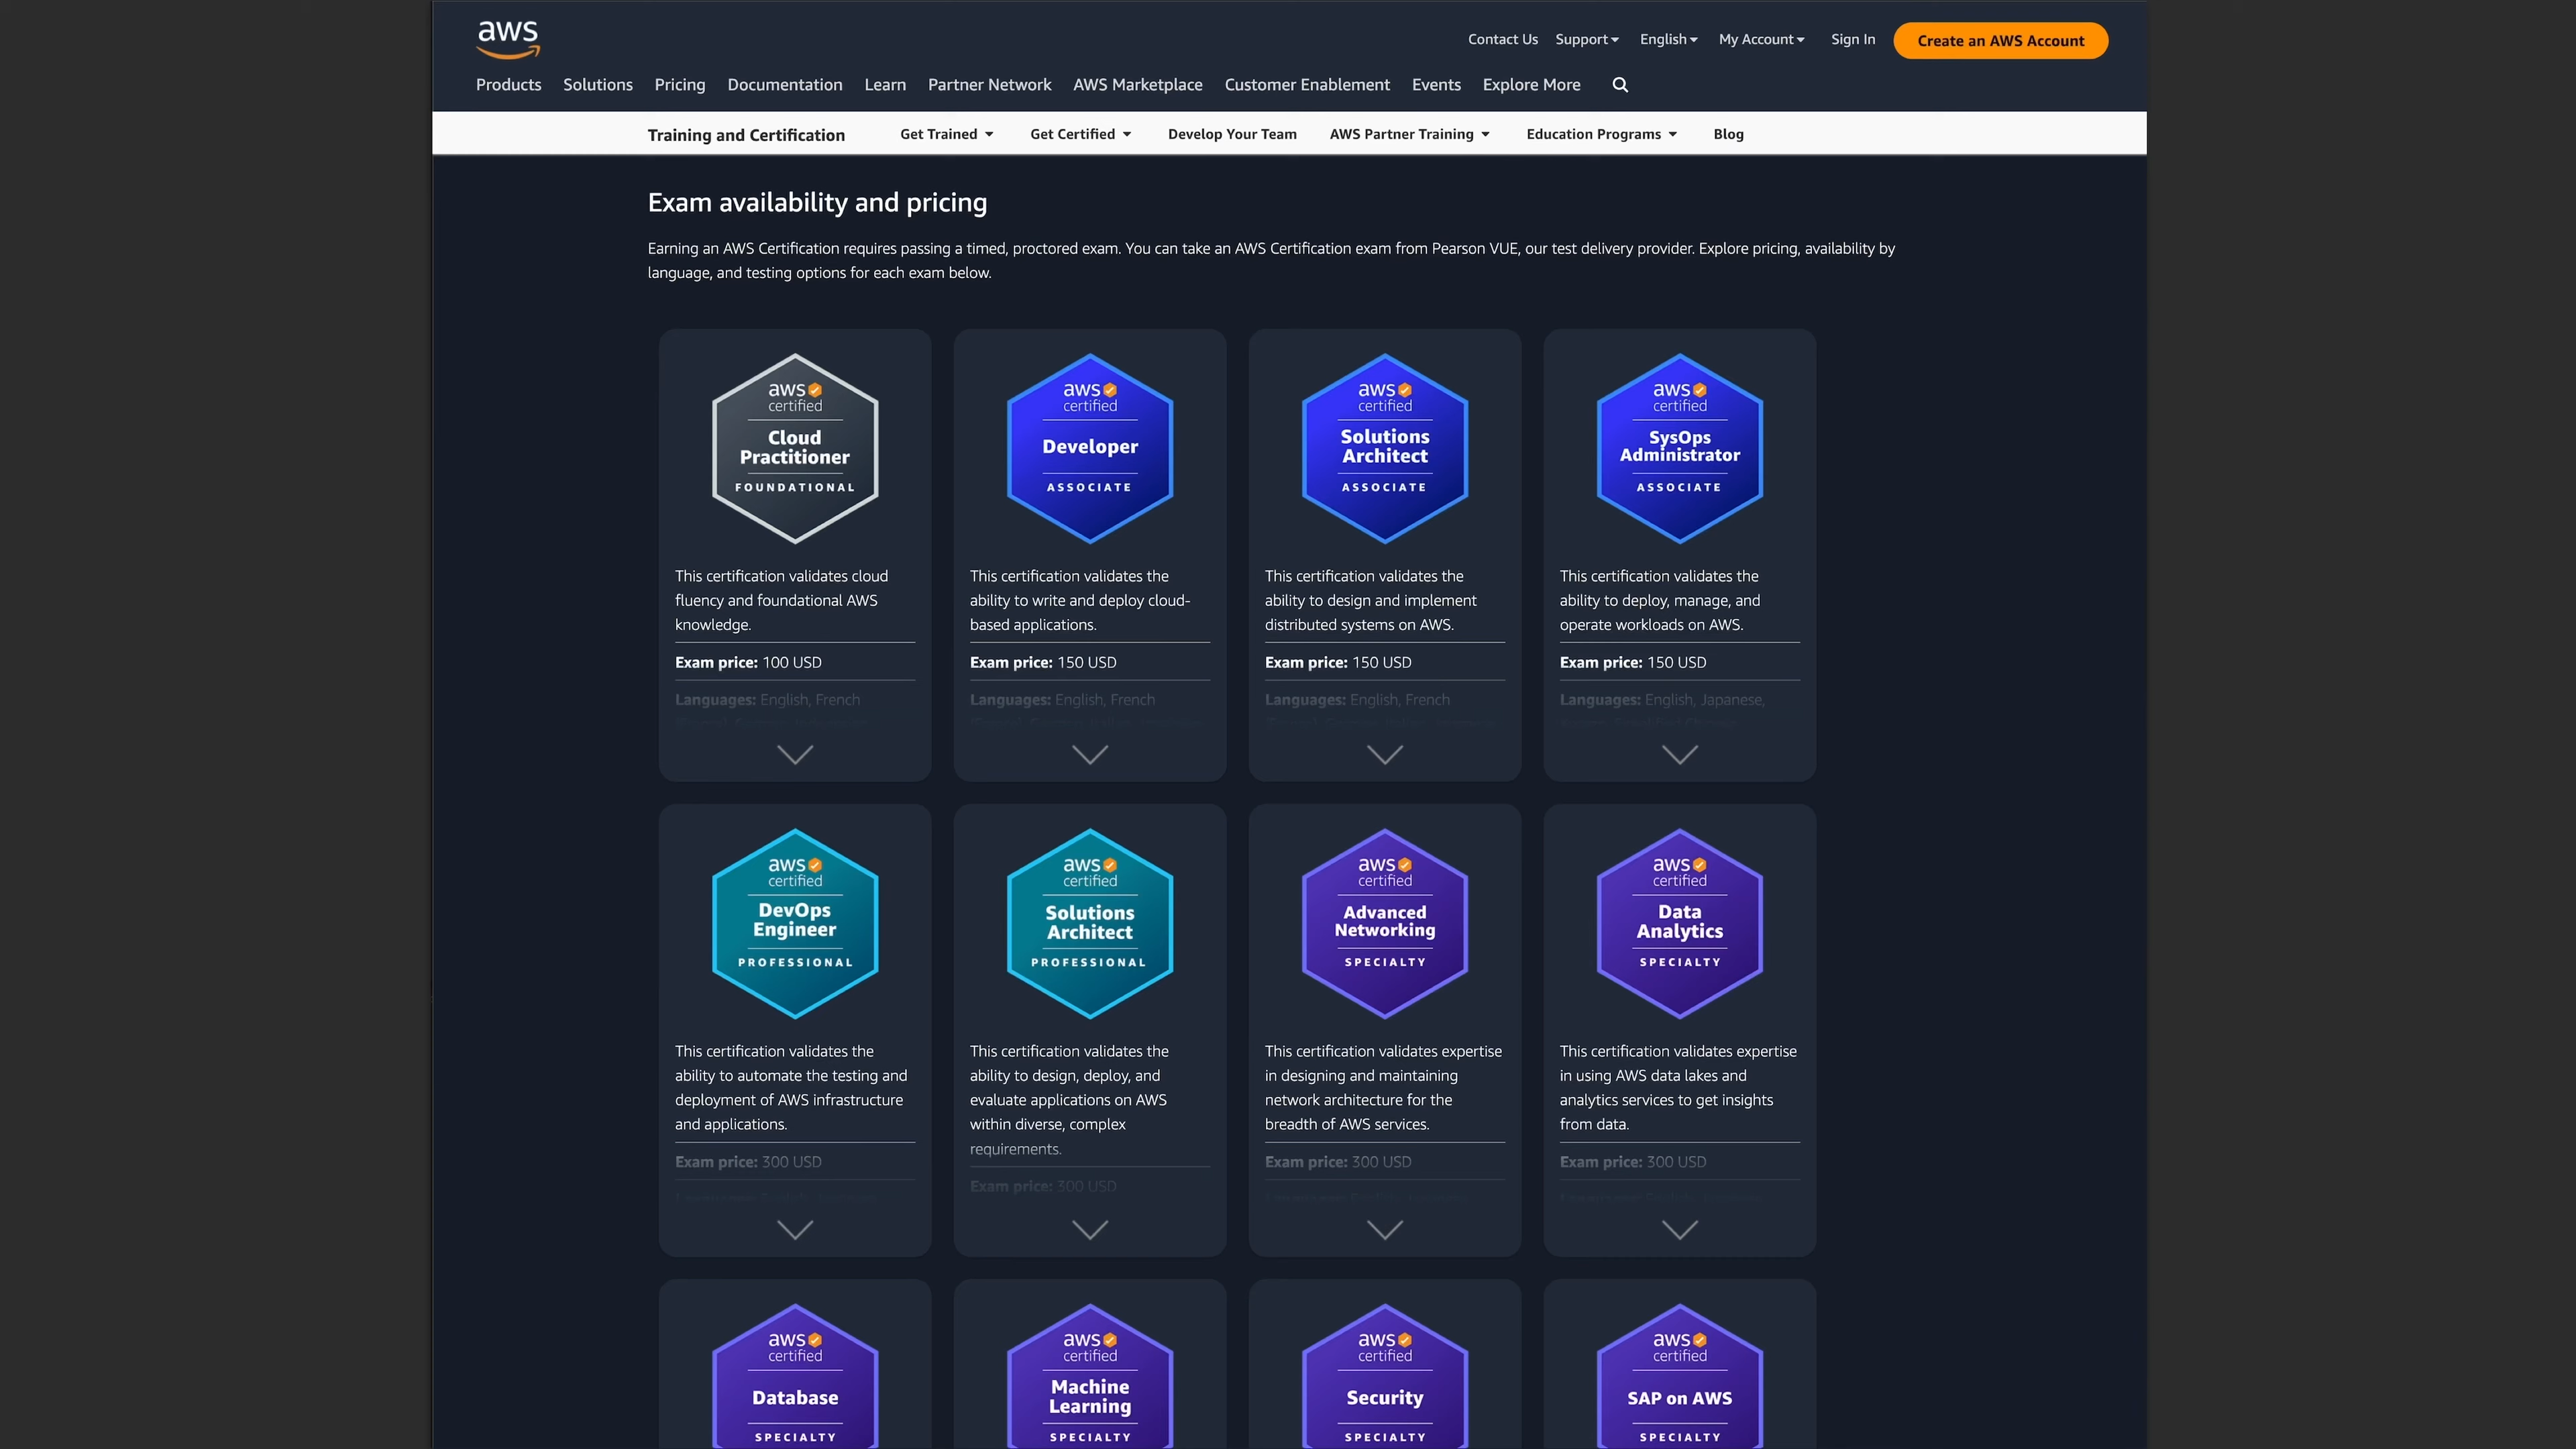 aws
Contact Us Support English My Account Sign In Create an AWS Account
Products Solutions Pricing Documentation Learn Partner Network AWS Marketplace Customer Enablement Events Explore More
Training and Certification Get Trained Get Certified Develop Your Team AWS Partner Training Education Programs Blog
Exam availability and pricing
Earning an AWS Certification requires passing a timed, proctored exam. You can take an AWS Certification exam from Pearson VUE, our test delivery provider. Explore pricing, availability by
language, and testing options for each exam below.
aws
certified
Cloud
Practitioner
FOUNDATIONAL
This certification validates cloud
fluency and foundational AWS
knowledge.
Exam price: 100 USD
Languages: English, French
aws
certified
Developer
ASSOCIATE
This certification validates the
ability to write and deploy cloud-
based applications.
Exam price: 150 USD
Languages: English, French
aws
certified
Solutions
Architect
ASSOCIATE
This certification validates the
ability to design and implement
distributed systems on AWS.
Exam price: 150 USD
Languages: English, French
aws
certified
SysOps
Administrator
ASSOCIATE
This certification validates the
ability to deploy, manage, and
operate workloads on AWS.
Exam price: 150 USD
Languages: English, Japanese,
aws
certified
DevOps
Engineer
PROFESSIONAL
This certification validates the
ability to automate the testing and
deployment of AWS infrastructure
and applications.
Exam price: 300 USD
aws
certified
Solutions
Architect
PROFESSIONAL
This certification validates the
ability to design, deploy, and
evaluate applications on AWS
within diverse, complex
requirements.
Exam price: 300 USD
aws
certified
Advanced
Networking
SPECIALTY
This certification validates expertise
in designing and maintaining
network architecture for the
breadth of AWS services.
Exam price: 300 USD
aws
certified
Data
Analytics
SPECIALTY
This certification validates expertise
in using AWS data lakes and
analytics services to get insights
from data.
Exam price: 300 USD
aws
certified
Database
SPECIALTY
aws
certified
Machine
Learning
SPECIALTY
aws
certified
Security
SPECIALTY
aws
certified
SAP on AWS
SPECIALTY